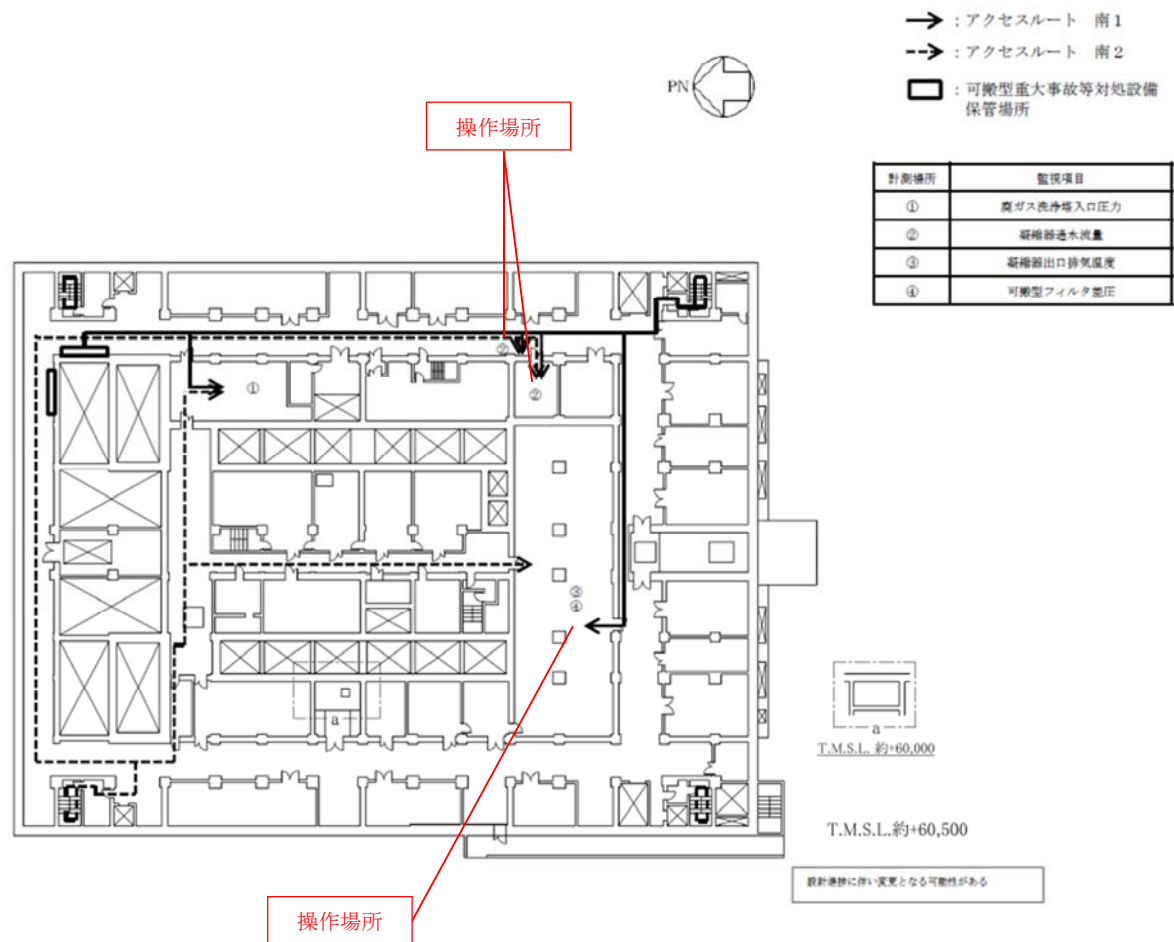 → : アクセスルート 南1
⇢ : アクセスルート 南2
: 可搬型重大事故等対処設備
保管場所
PN
操作場所
計測場所 監視項目
① 廃ガス洗浄塔入口圧力
② 凝縮器通水流量
③ 凝縮器出口排気温度
④ 可搬型フィルタ差圧
②
①
②
③
④
a
a
T.M.S.L. 約+60,000
T.M.S.L.約+60,500
設計進捗に伴い変更となる可能性がある
操作場所